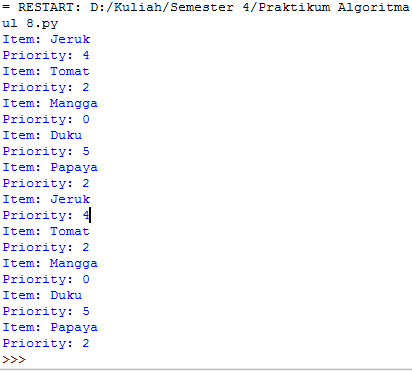 = RESTART: D:/Kuliah/Semester 4/Praktikum Algoritma
ul 8.py
Item: Jeruk
Priority: 4
Item: Tomat
Priority: 2
Item: Mangga
Priority: 0
Item: Duku
Priority: 5
Item: Papaya
Priority: 2
Item: Jeruk
Priority: 4
Item: Tomat
Priority: 2
Item: Mangga
Priority: 0
Item: Duku
Priority: 5
Item: Papaya
Priority: 2
>>>